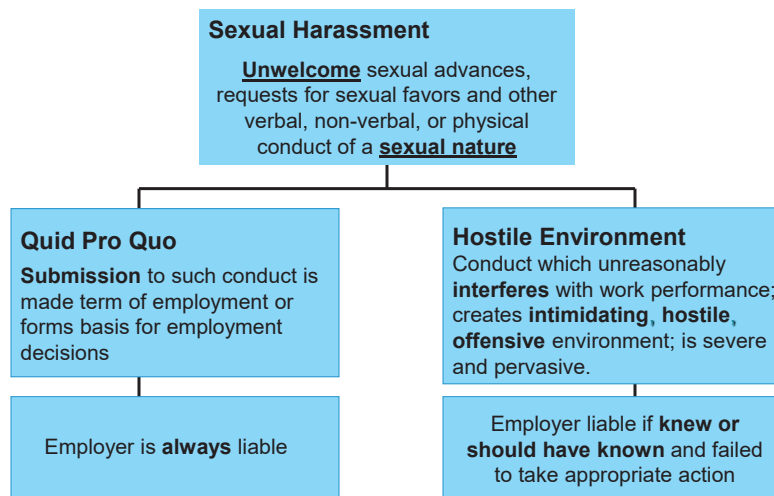 Sexual Harassment
Unwelcome sexual advances,
requests for sexual favors and other
verbal, non-verbal, or physical
conduct of a sexual nature
Quid Pro Quo
Submission to such conduct is
made term of employment or
forms basis for employment
decisions
Hostile Environment
Conduct which unreasonably
interferes with work performance;
creates intimidating, hostile,
offensive environment; is severe
and pervasive.
Employer is always liable
Employer liable if knew or
should have known and failed
to take appropriate action